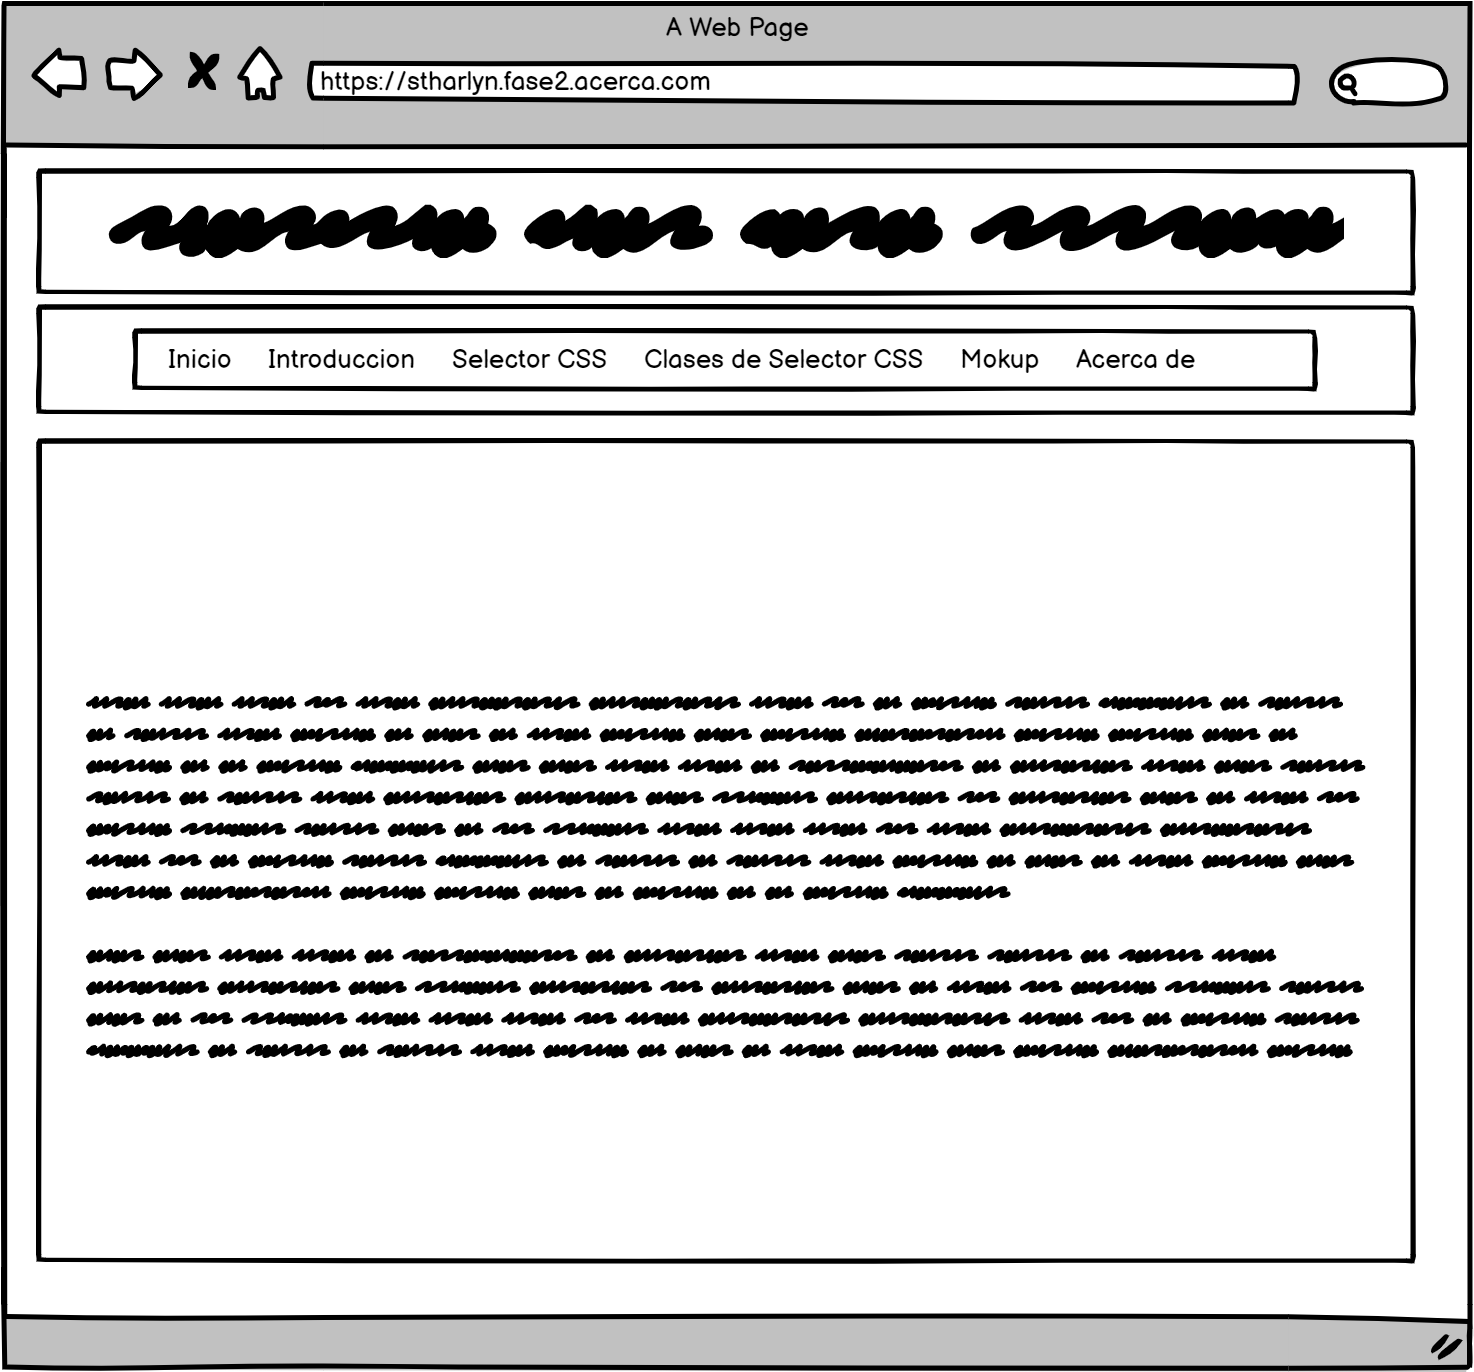 A Web Page
https://stharlyn.fase2.acerca.com
Inicio Introduccion Selector CSS Clases de Selector CSS Mokup Acerca de